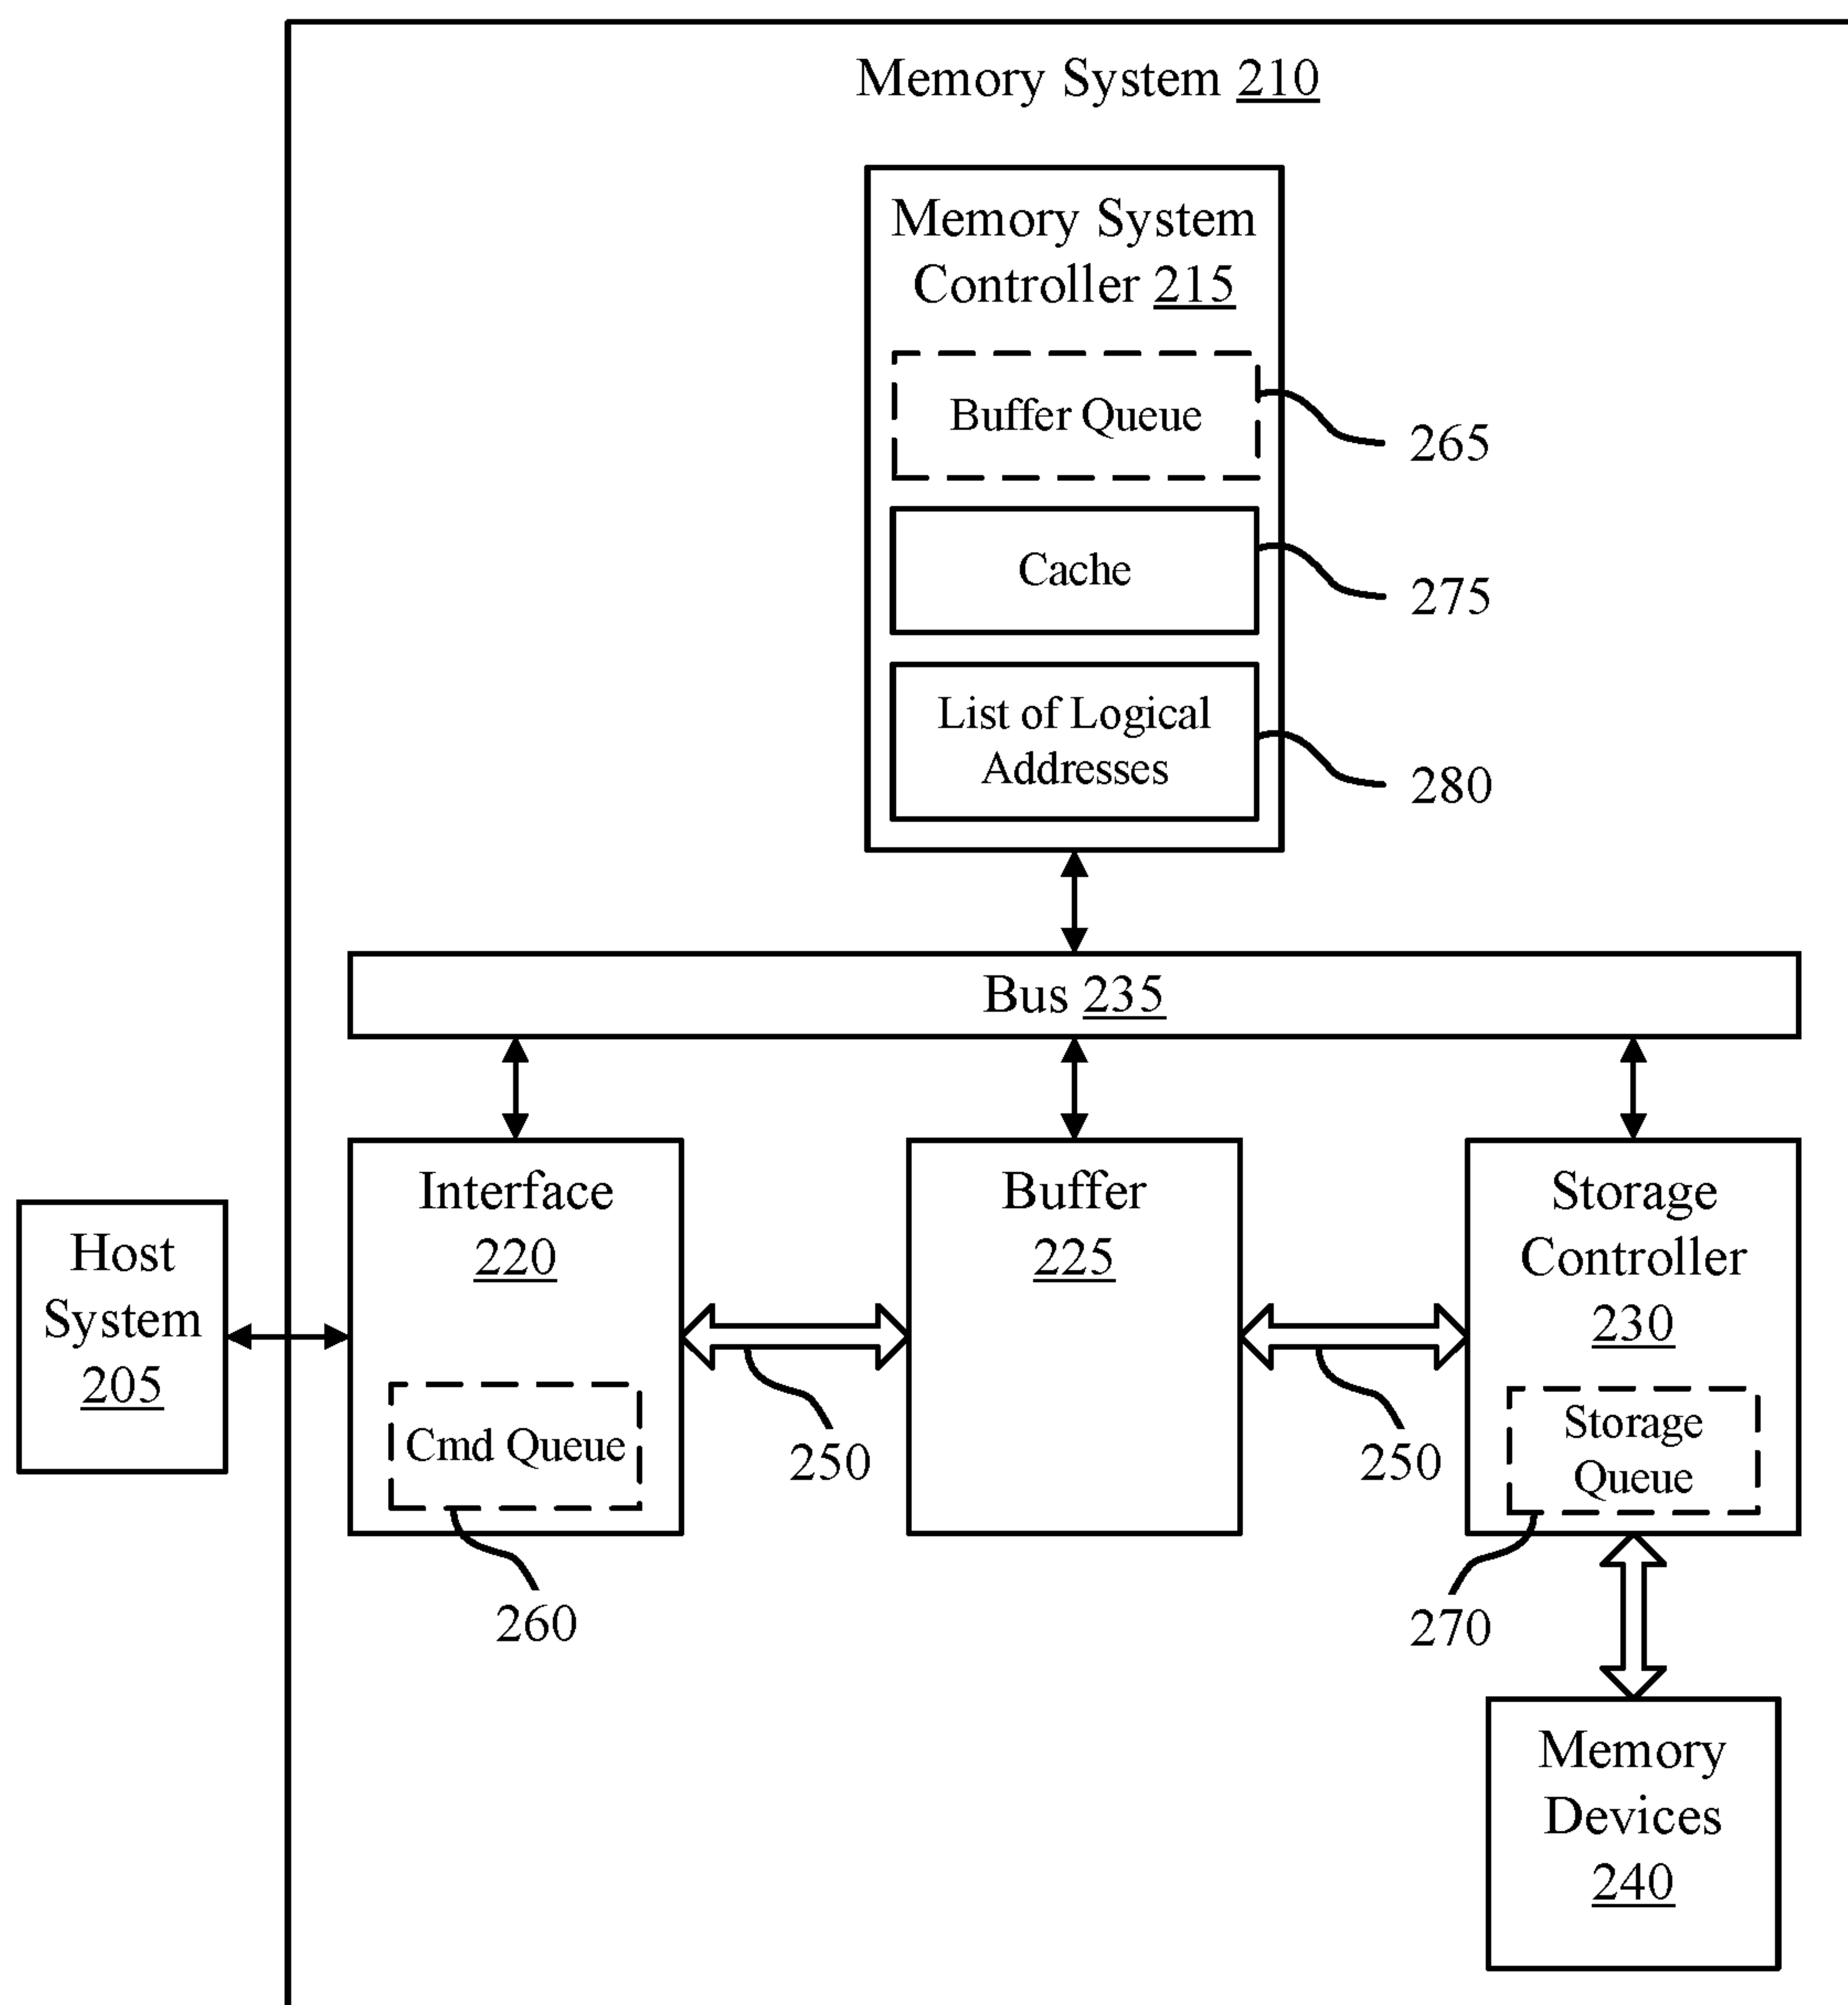 Memory System 210
Memory System
Controller 215
Buffer Queue
265
Cache
275
List of Logical
Addresses
280
Bus 235
Host
System
205
Interface
220
Cmd Queue
260
250
Buffer
225
250
Storage
Controller
230
Storage
Queue
270
Memory
Devices
240